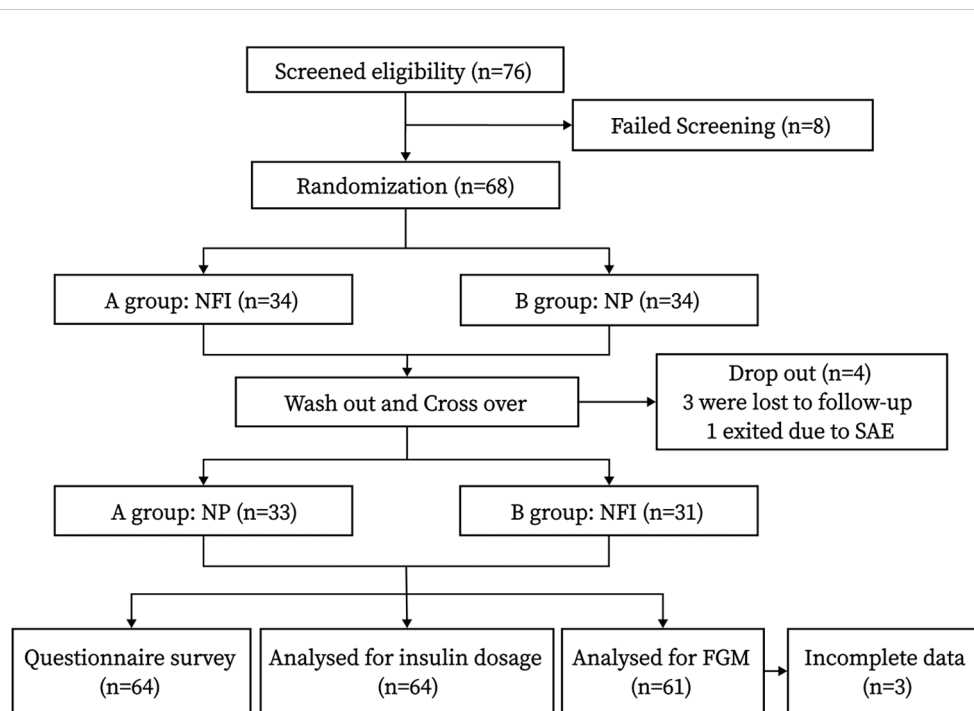 Screened eligibility (n=76)
Failed Screening (n=8)
Randomization (n=68)
A group: NFI (n=34)
B group: NP (n=34)
Wash out and Cross over
Drop out (n=4)
3 were lost to follow-up
1 exited due to SAE
A group: NP (n=33)
B group: NFI (n=31)
Questionnaire survey
(n=64)
Analysed for insulin dosage
(n=64)
Analysed for FGM
(n=61)
Incomplete data
(n=3)